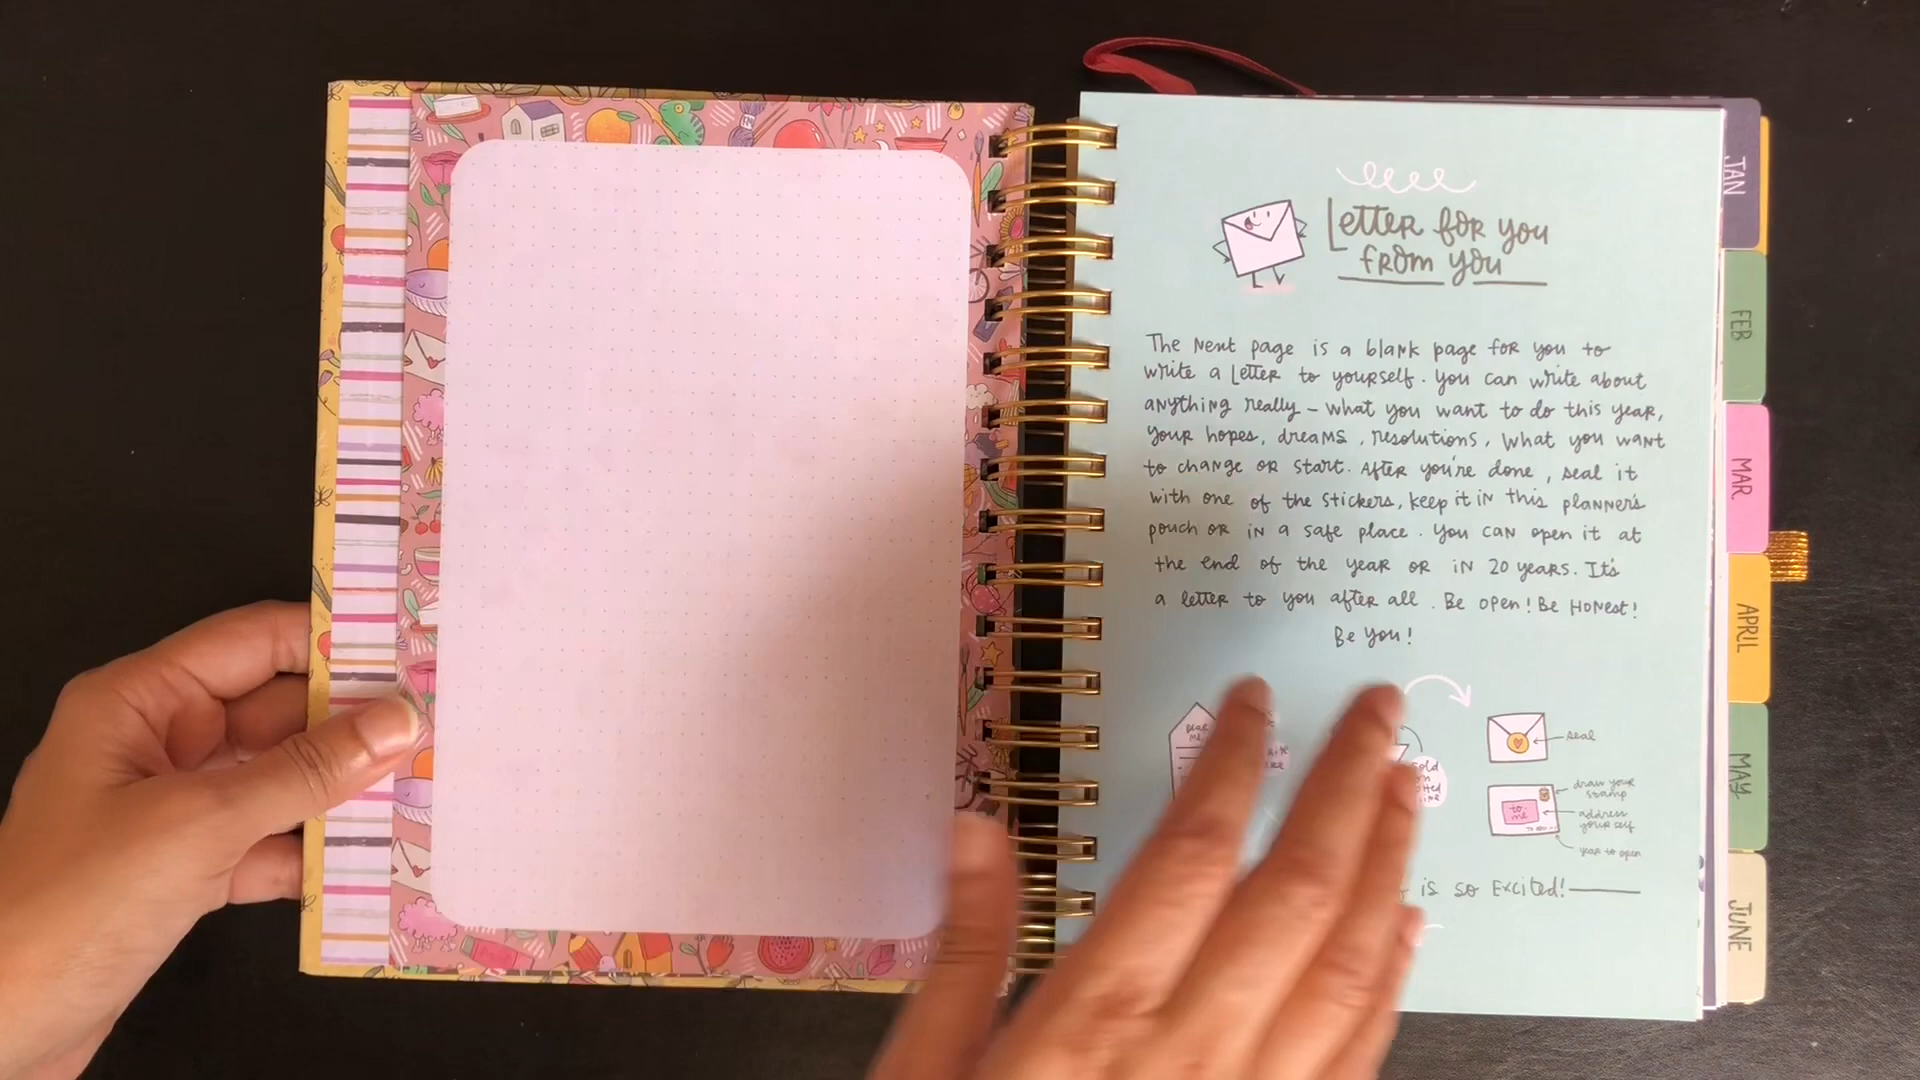 Letter for you
from you
The next page is a blank page for you to
write a letter to yourself. You can write about
anything really - what you want to do this year,
your hopes, dreams, resolutions, what you want
to change or start. After you're done, seal it
with one of the stickers, keep it in this planner's
pouch or in a safe place. You can open it at
the end of the year or in 20 years. It's
a letter to you after all. Be open! Be Honest!
Be you!
Dear
me,
seal
draw your
stamp
to
me
address
yourself
year to open
is so Excited!
JAN
FEB
MAR
APRIL
MAY
JUNE